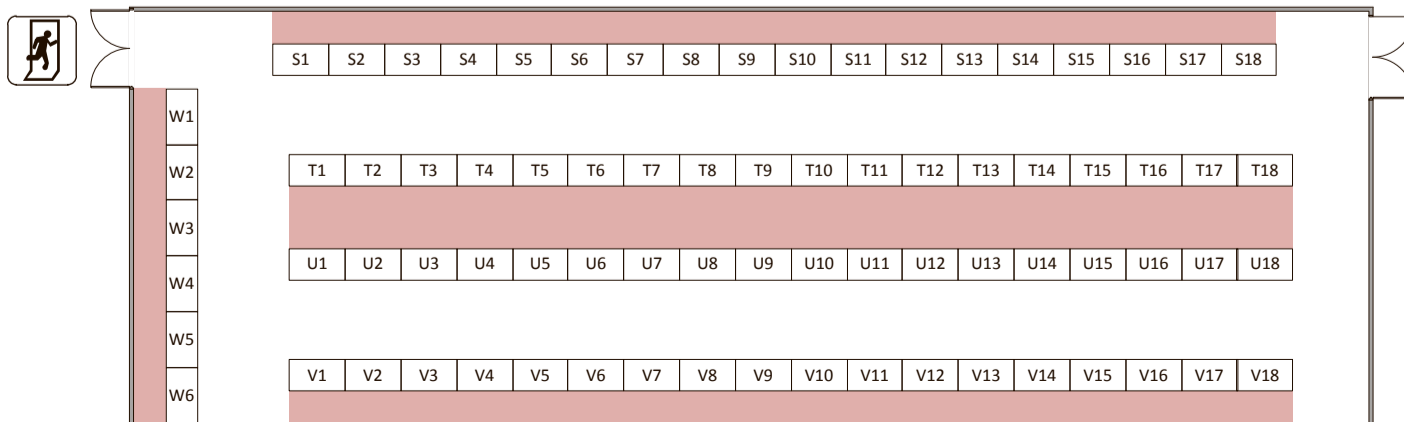 S1 S2 S3 S4 S5 S6 S7 S8 S9 S10 S11 S12 S13 S14 S15 S16 S17 S18
W1
W2 T1 T2 T3 T4 T5 T6 T7 T8 T9 T10 T11 T12 T13 T14 T15 T16 T17 T18
W3
U1 U2 U3 U4 U5 U6 U7 U8 U9 U10 U11 U12 U13 U14 U15 U16 U17 U18
W4
W5
V1 V2 V3 V4 V5 V6 V7 V8 V9 V10 V11 V12 V13 V14 V15 V16 V17 V18
W6